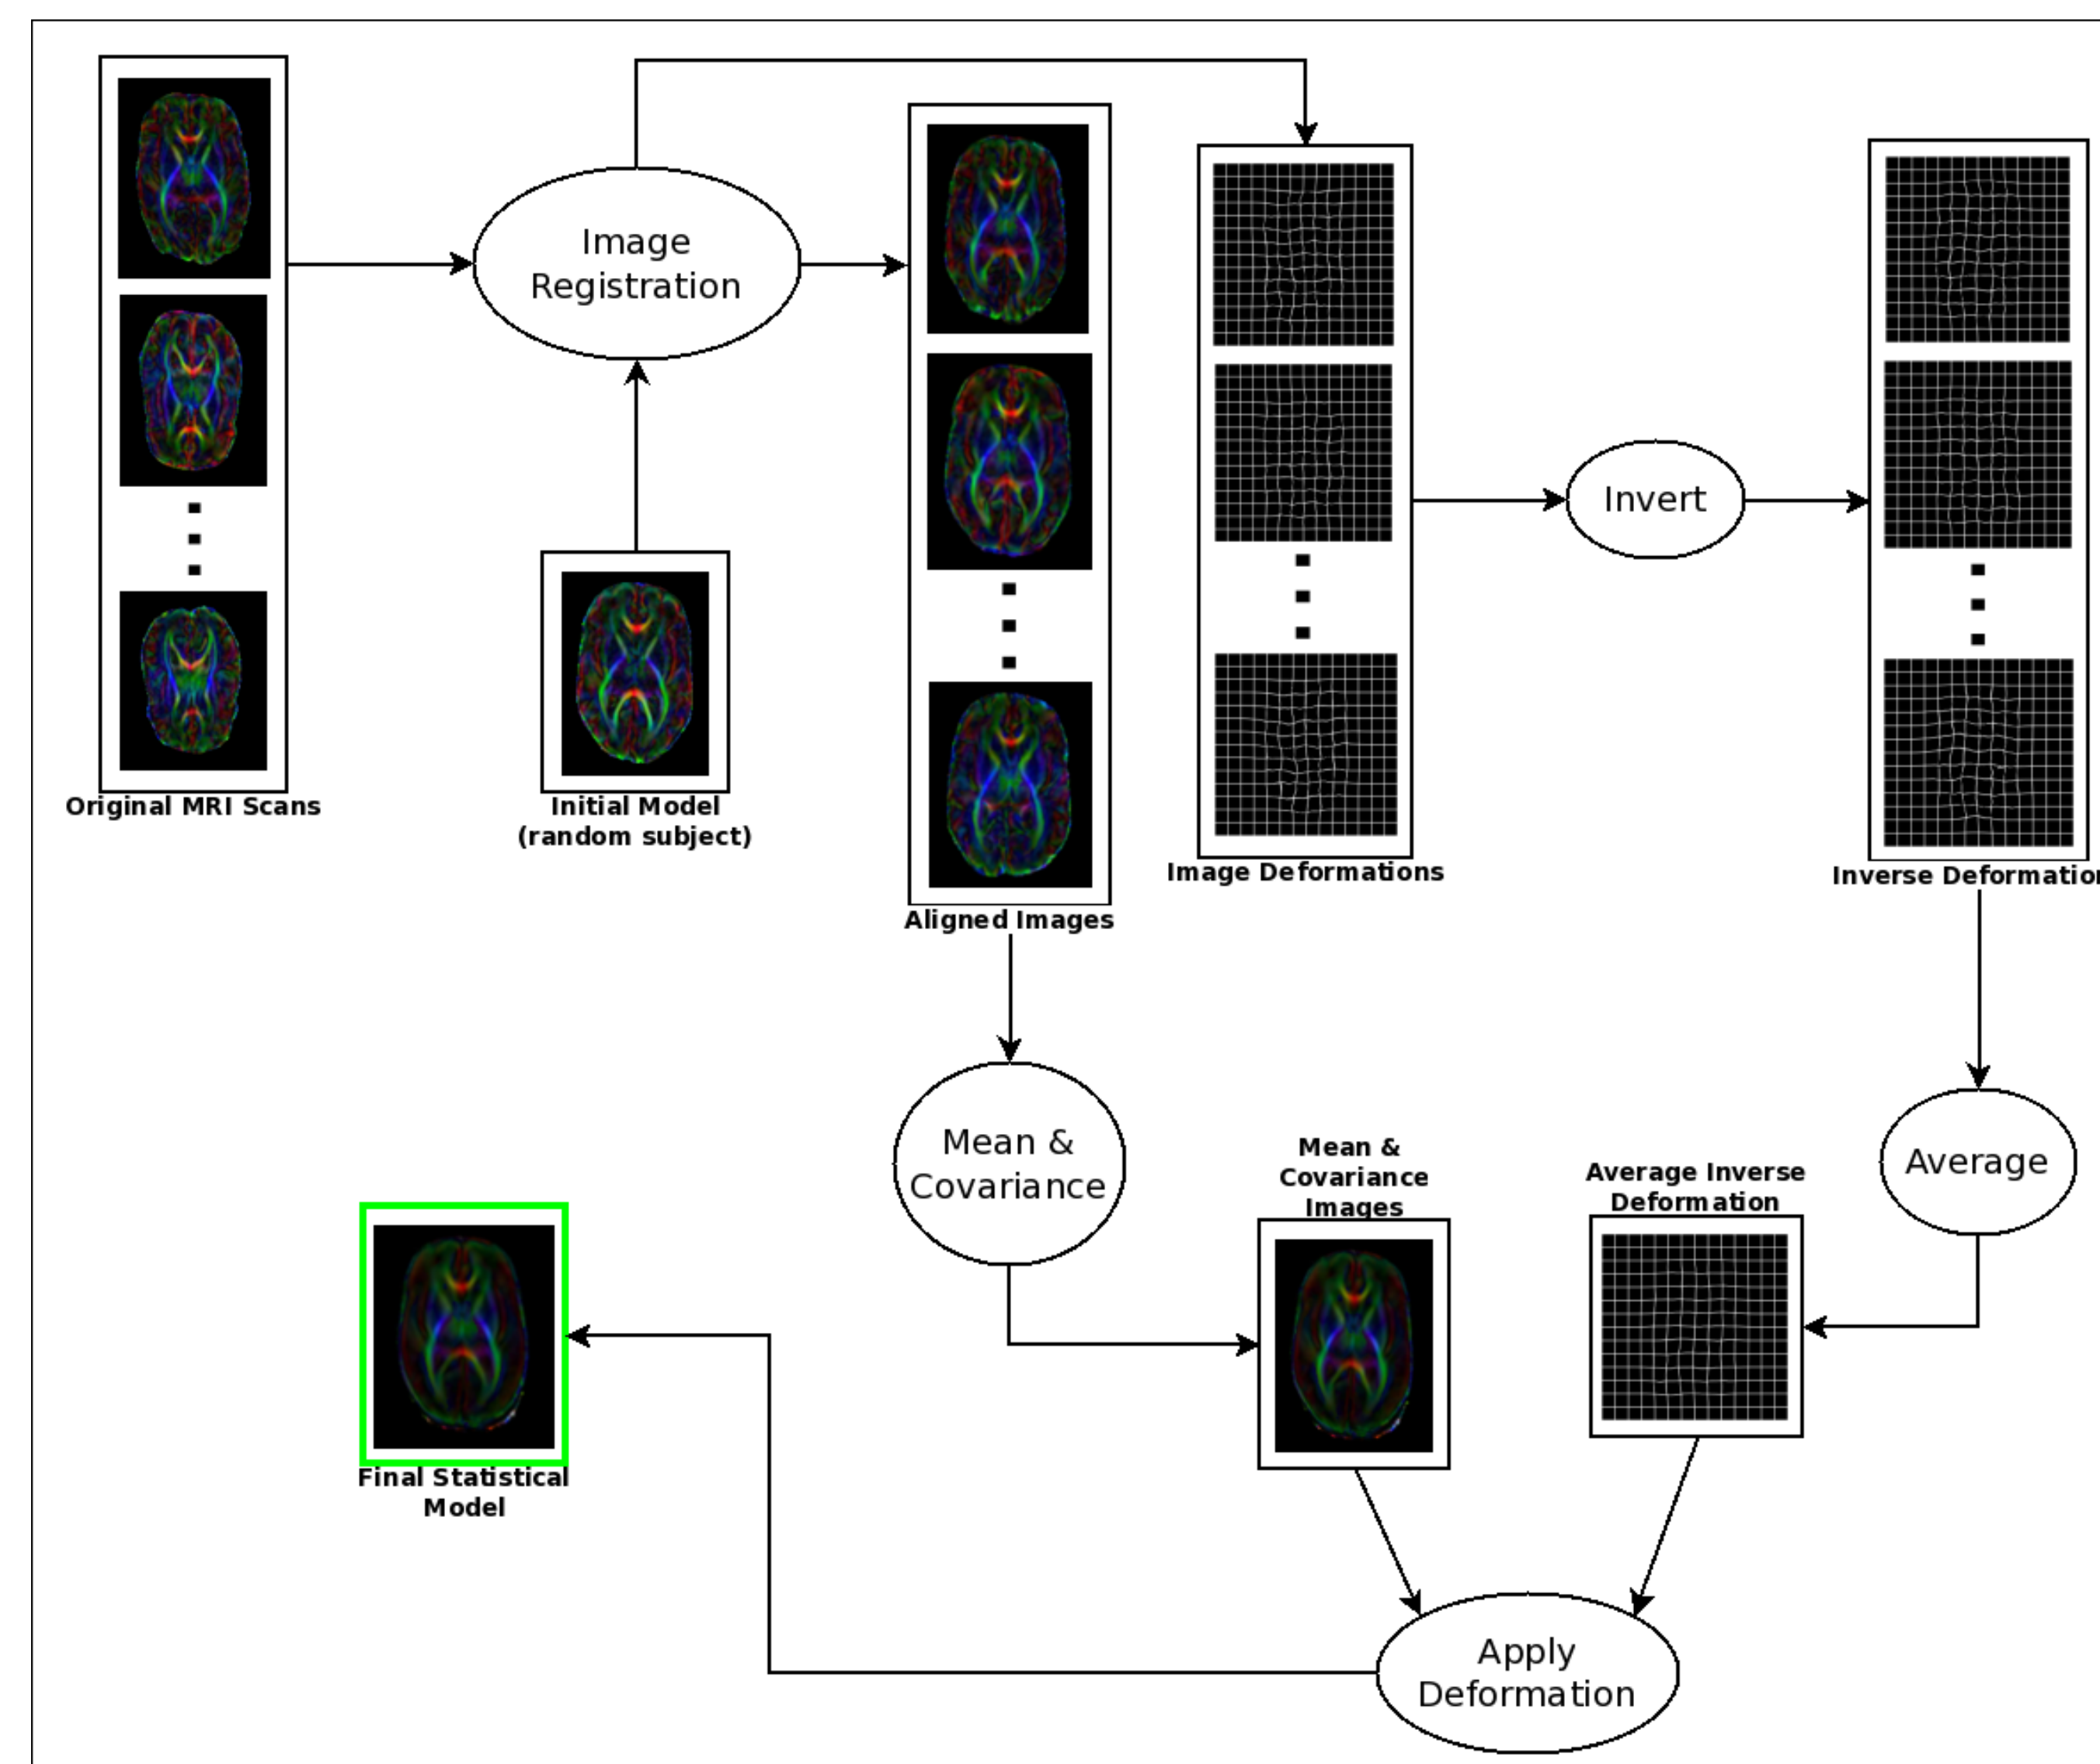 Image
Registration
Original MRI Scans
Initial Model
(random subject)
Aligned Images
Image Deformations
Invert
Inverse
Mean &
Covariance
Mean &
Covariance
Images
Average Inverse
Deformation
Average
Final Statistical
Model
Apply
Deformation